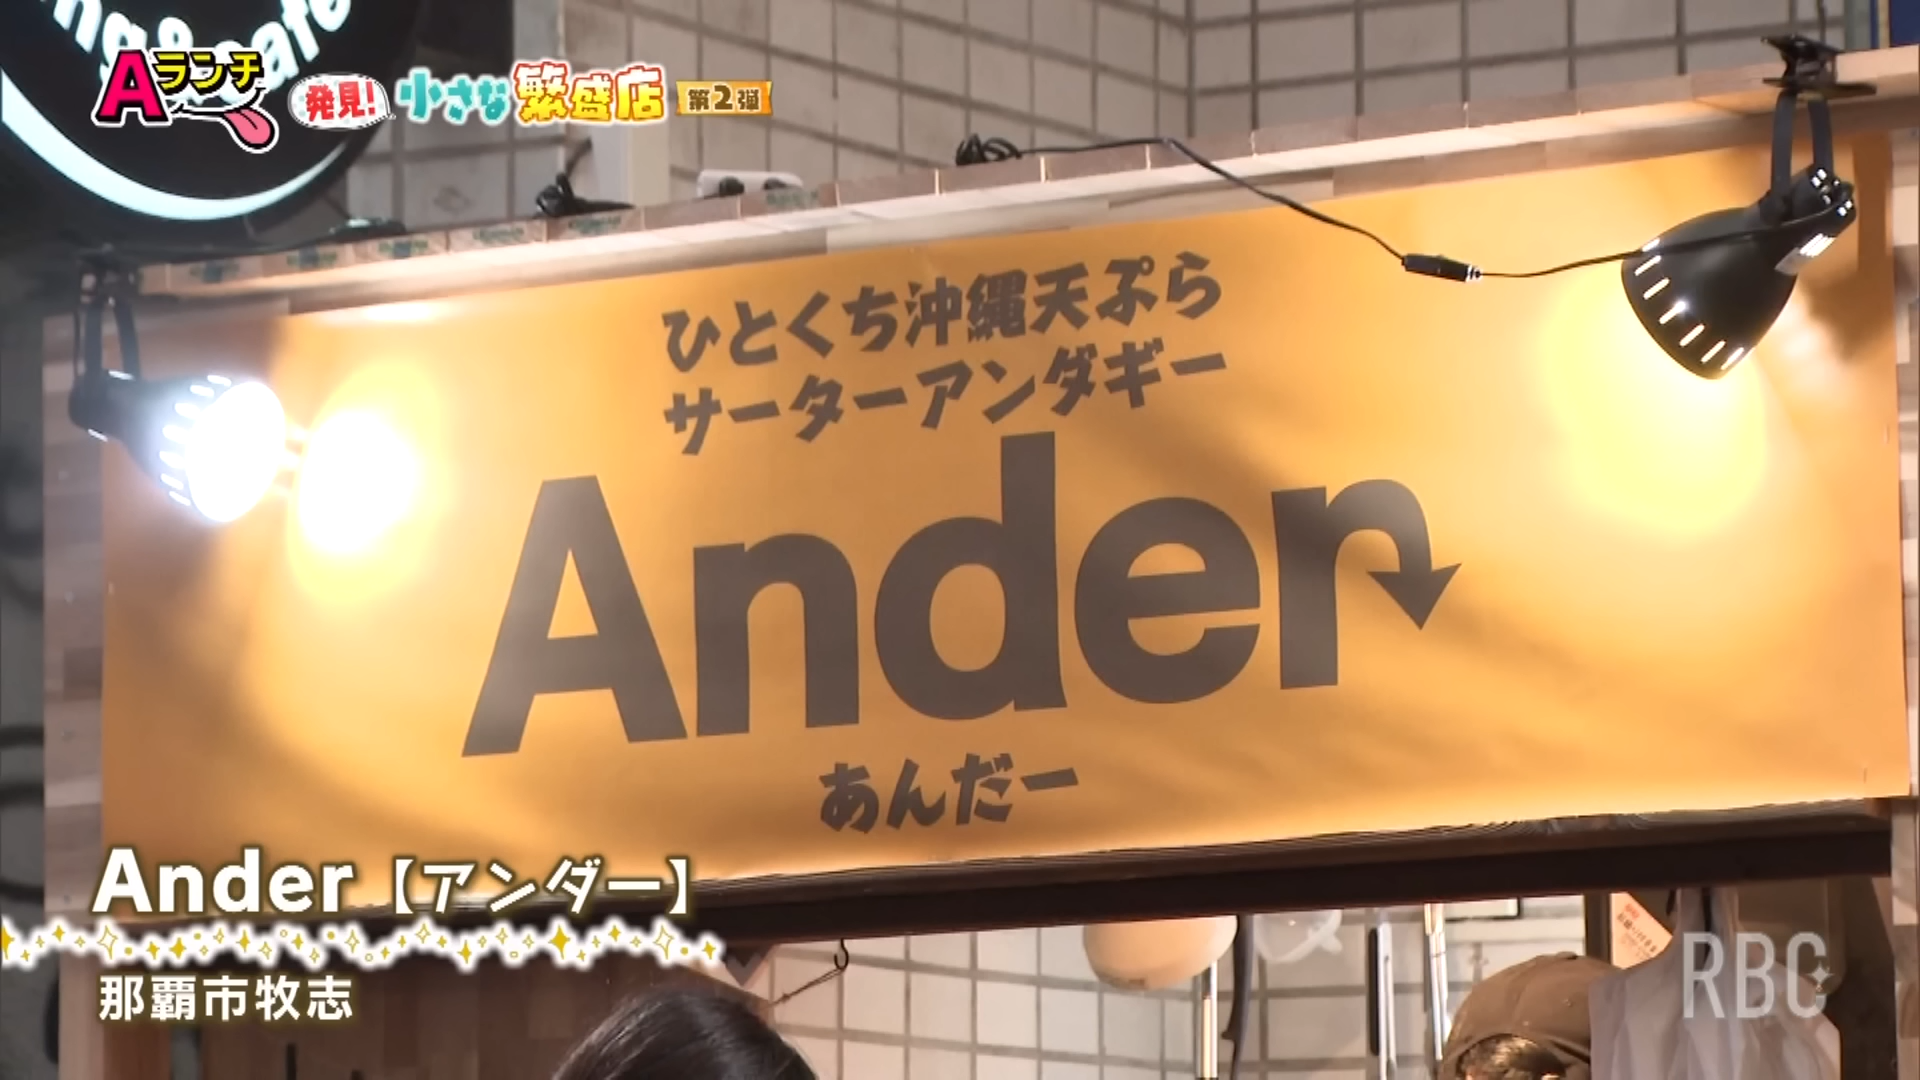 Aランチ
発見! 小さな繁盛店 第2弾
ひとくち沖縄天ぷら
サーターアンダギー
Ander
あんだー
Ander【アンダー】
那覇市牧志
RBC